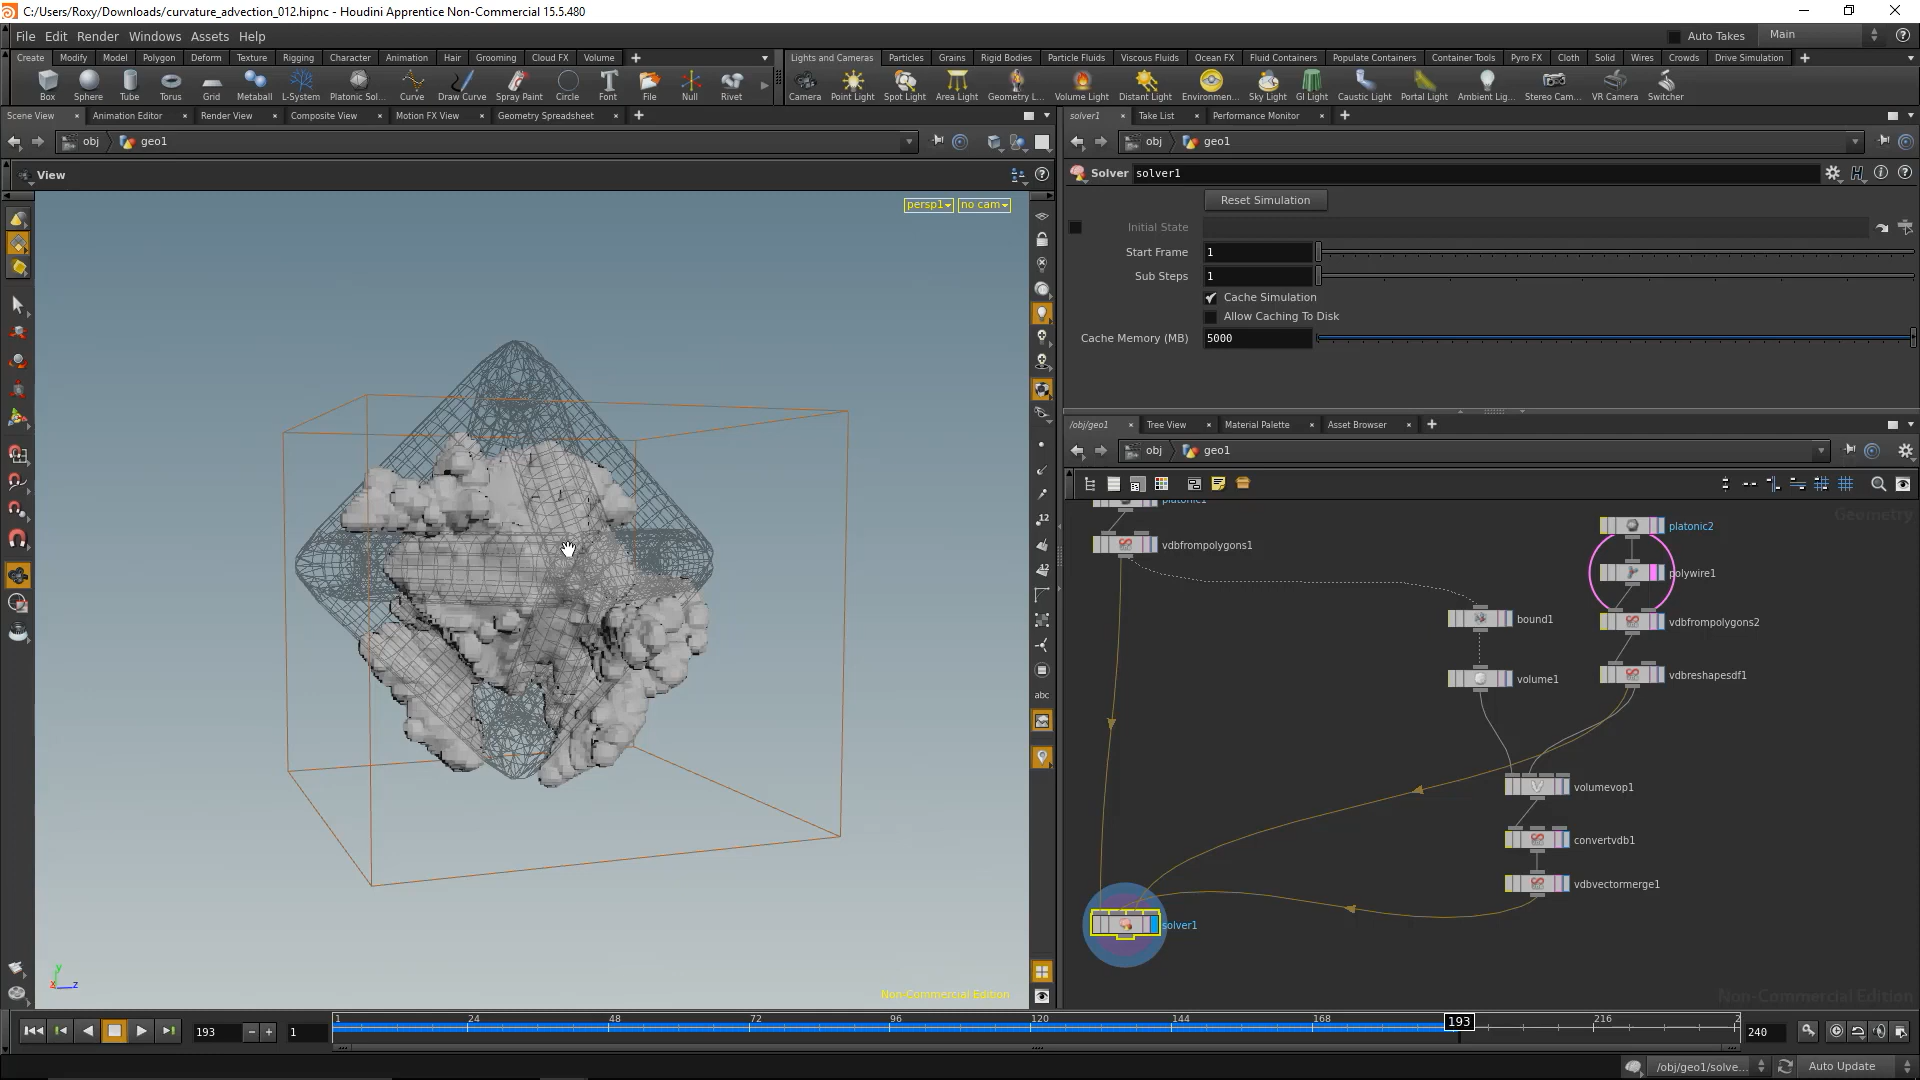 C:/Users/Roxy/Downloads/curvature_advection_012.hipnc - Houdini Apprentice Non-Commercial 15.5.480
File Edit Render Windows Assets Help
Auto Takes Main
Create Modify Model Polygon Deform Texture Rigging Character Animation Hair Grooming Cloud FX Volume
Lights and Cameras Particles Grains Rigid Bodies Particle Fluids Viscous Fluids Ocean FX Fluid Containers Populate Containers Container Tools Pyro FX Cloth Solid Wires Crowds Drive Simulation
Box Sphere Tube Torus Grid Metaball L-System Platonic Sol... Curve Draw Curve Spray Paint Circle Font File Null Rivet
Camera Point Light Spot Light Area Light Geometry L... Volume Light Distant Light Environmen... Sky Light GI Light Caustic Light Portal Light Ambient Lig... Stereo Cam... VR Camera Switcher
Scene View Animation Editor Render View Composite View Motion FX View Geometry Spreadsheet
solver1 Take List Performance Monitor
obj geo1
obj geo1
View
Solver solver1
persp1 no cam
Reset Simulation
Initial State
Start Frame 1
Sub Steps 1
Cache Simulation
Allow Caching To Disk
Cache Memory (MB) 5000
/obj/geo1 Tree View Material Palette Asset Browser
obj geo1
Geometry
platonic1
platonic2
vdbfrompolygons1
polywire1
bound1
vdbfrompolygons2
volume1
vdbreshapesdf1
12
12
abc
volumevop1
convertvdb1
vdbvectormerge1
solver1
y
x z
Non-Commercial Edition
Non-Commercial Edition
193 1
1 24 48 72 96 120 144 168 193 216 2
240
/obj/geo1/solve... Auto Update